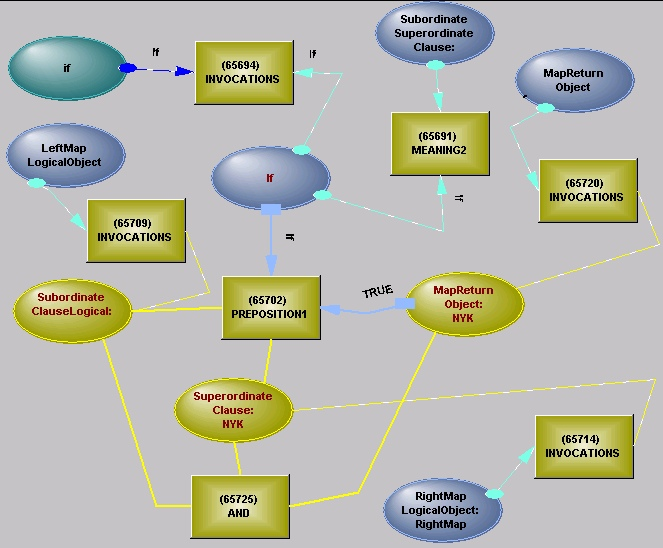 Subordinate
Superordinate
Clause:
if
If
(65694)
INVOCATIONS
If
MapReturn
Object
LeftMap
LogicalObject
(65691)
MEANING2
If
If
(65720)
INVOCATIONS
(65709)
INVOCATIONS
If
Subordinate
ClauseLogical:
(65702)
PREPOSITION1
TRUE
MapReturn
Object:
NYK
Superordinate
Clause:
NYK
(65714)
INVOCATIONS
(65725)
AND
RightMap
LogicalObject:
RightMap